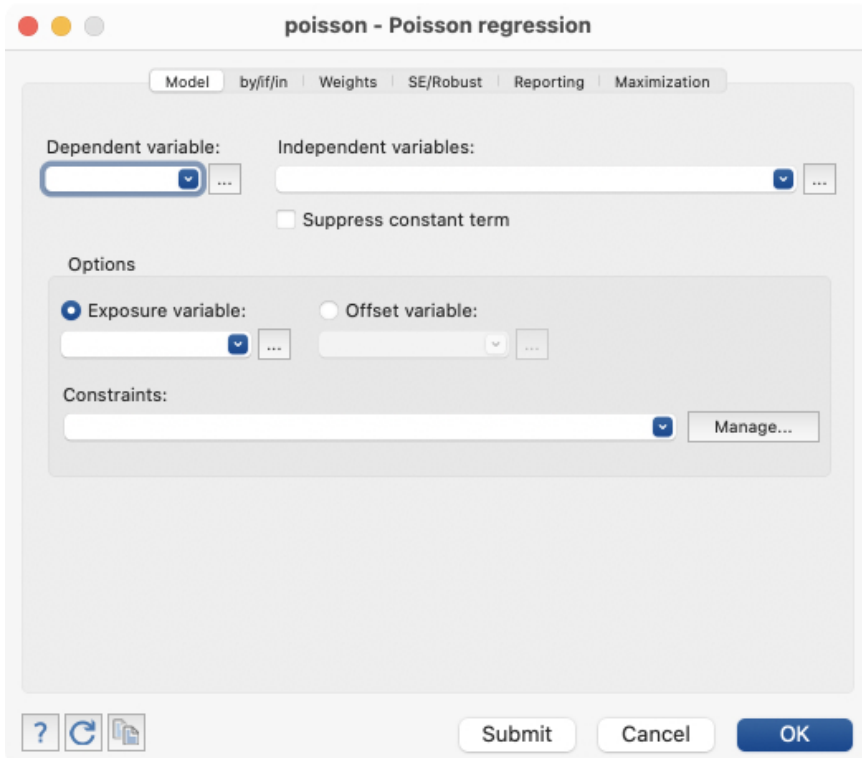 poisson - Poisson regression
Model by/if/in Weights SE/Robust Reporting Maximization
Dependent variable: Independent variables:
... ...
Suppress constant term
Options
Exposure variable: Offset variable:
... ...
Constraints:
Manage...
? Submit Cancel OK